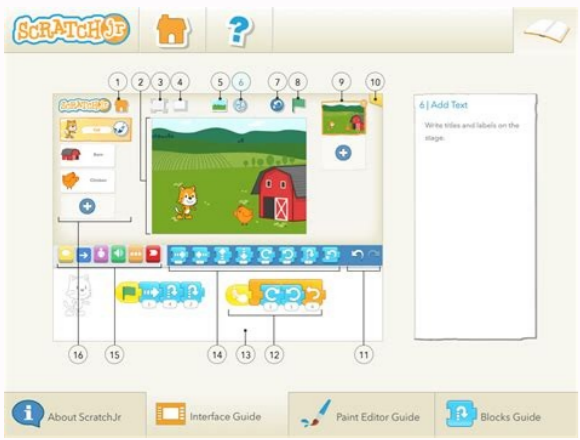 SCRATCHJr
?
1 2 3 4 5 6 7 8 9 10
SCRATCHJr
Cat
Barn
Chicken
6 | Add Text
Write titles and labels on the
stage.
16 15 14 13 12 11
i About ScratchJr
Interface Guide
Paint Editor Guide
Blocks Guide